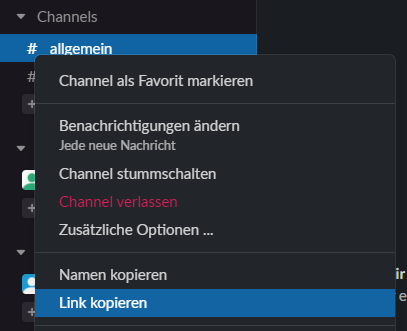 Channels
# allgemein
#
Channel als Favorit markieren
Benachrichtigungen ändern
Jede neue Nachricht
Channel stummschalten
Channel verlassen
Zusätzliche Optionen ...
Namen kopieren
ir
Link kopieren
e